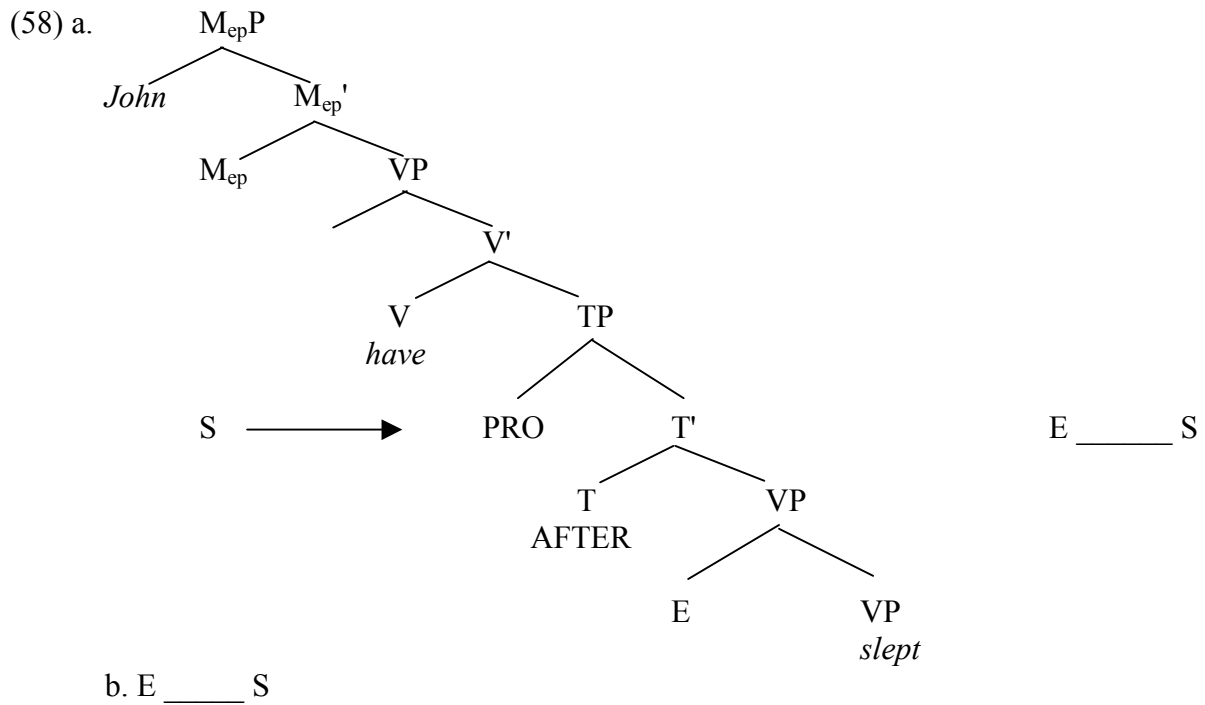 (58) a. MepP
John Mep'
Mep VP
V'
V TP
have
S PRO T' E ______ S
T VP
AFTER
E VP
slept
b. E _____ S